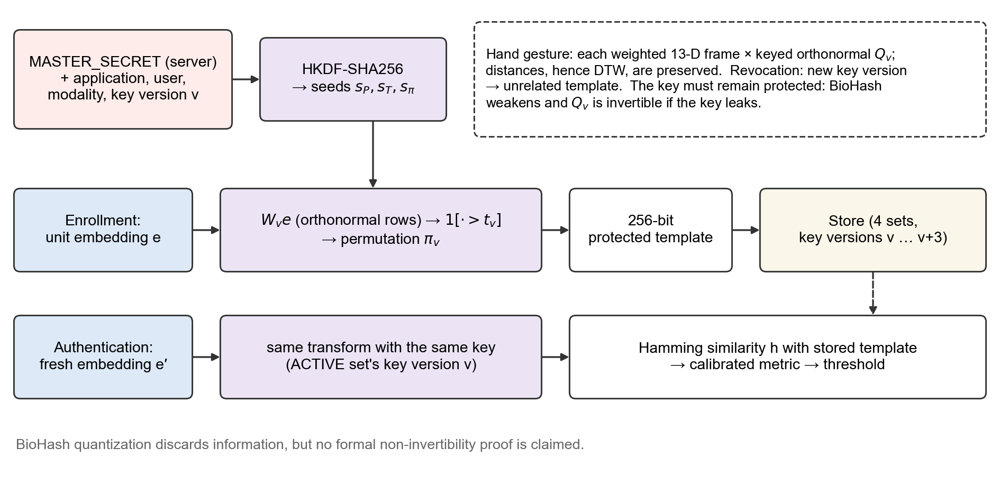 MASTER_SECRET (server)
+ application, user,
modality, key version v
HKDF-SHA256
→ seeds s_P, s_T, s_π
Hand gesture: each weighted 13-D frame × keyed orthonormal Q_v;
distances, hence DTW, are preserved.  Revocation: new key version
→ unrelated template.  The key must remain protected: BioHash
weakens and Q_v is invertible if the key leaks.
Enrollment:
unit embedding e
W_v e (orthonormal rows) → 1[· > t_v]
→ permutation π_v
256-bit
protected template
Store (4 sets,
key versions v … v+3)
Authentication:
fresh embedding e′
same transform with the same key
(ACTIVE set's key version v)
Hamming similarity h with stored template
→ calibrated metric → threshold
BioHash quantization discards information, but no formal non-invertibility proof is claimed.